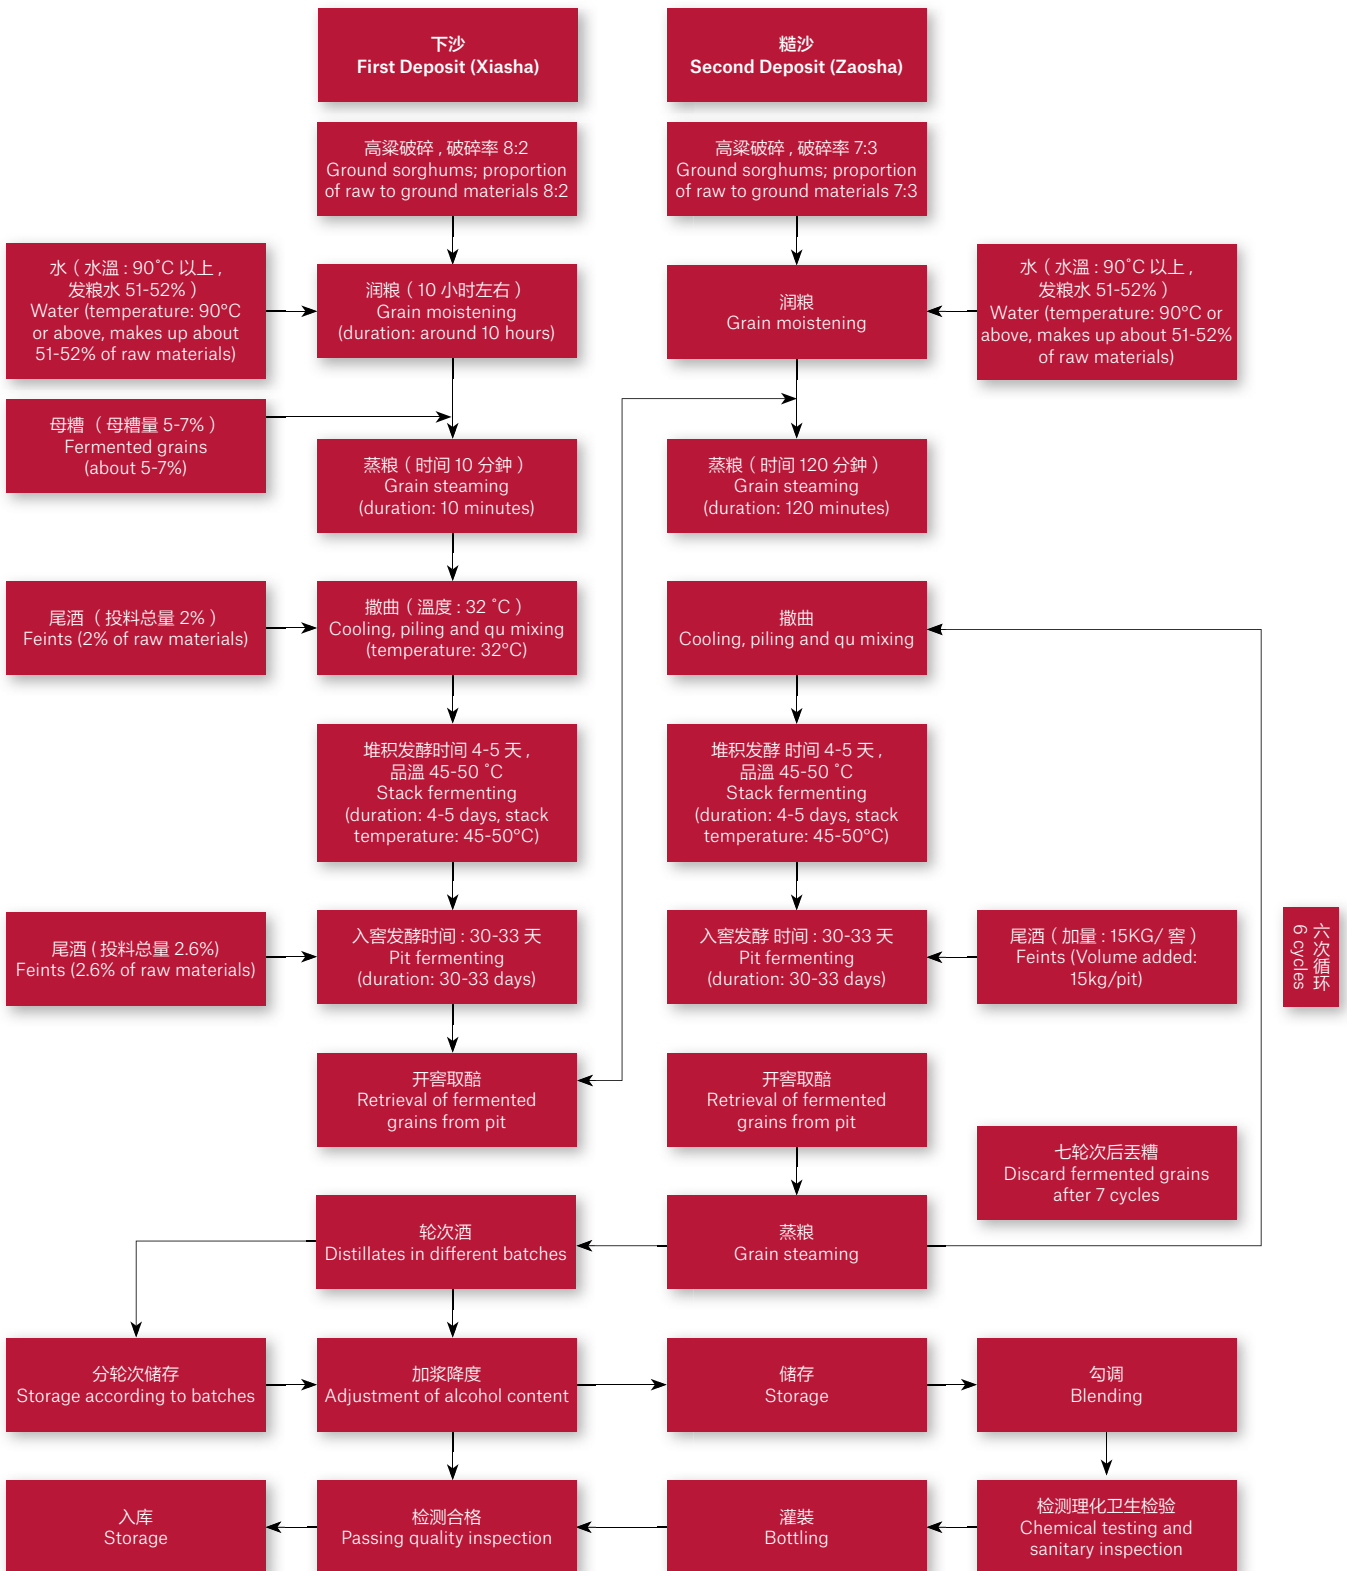 下沙
First Deposit (Xiasha)
糙沙
Second Deposit (Zaosha)
高粱破碎 , 破碎率 8:2
Ground sorghums; proportion
of raw to ground materials 8:2
高粱破碎 , 破碎率 7:3
Ground sorghums; proportion
of raw to ground materials 7:3
水（ 水溫 : 90˚C 以上 ,
发粮水 51-52% ）
Water (temperature: 90°C
or above, makes up about
51-52% of raw materials)
润粮（ 10 小时左右 ）
Grain moistening
(duration: around 10 hours)
润粮
Grain moistening
水（ 水溫 : 90˚C 以上 ,
发粮水 51-52% ）
Water (temperature: 90°C or
above, makes up about 51-52%
of raw materials)
母糟 （ 母糟量 5-7% ）
Fermented grains
(about 5-7%)
蒸粮（ 时间 10 分鈡 ）
Grain steaming
(duration: 10 minutes)
蒸粮（ 时间 120 分鈡 ）
Grain steaming
(duration: 120 minutes)
尾酒 （ 投料总量 2% ）
Feints (2% of raw materials)
撒曲（ 溫度 : 32 ˚C ）
Cooling, piling and qu mixing
(temperature: 32°C)
撒曲
Cooling, piling and qu mixing
堆积发酵时间 4-5 天 ,
品溫 45-50 ˚C
Stack fermenting
(duration: 4-5 days, stack
temperature: 45-50°C)
堆积发酵 时间 4-5 天 ,
品溫 45-50 ˚C
Stack fermenting
(duration: 4-5 days, stack
temperature: 45-50°C)
尾酒 ( 投料总量 2.6%)
Feints (2.6% of raw materials)
入窖发酵时间 : 30-33 天
Pit fermenting
(duration: 30-33 days)
入窖发酵 时间 : 30-33 天
Pit fermenting
(duration: 30-33 days)
尾酒（ 加量 : 15KG/ 窖 ）
Feints (Volume added:
15kg/pit)
六次循环
6 cycles
开窖取醅
Retrieval of fermented
grains from pit
开窖取醅
Retrieval of fermented
grains from pit
七轮次后丟糟
Discard fermented grains
after 7 cycles
轮次酒
Distillates in different batches
蒸粮
Grain steaming
分轮次储存
Storage according to batches
加浆降度
Adjustment of alcohol content
储存
Storage
勾调
Blending
入库
Storage
检测合格
Passing quality inspection
灌裝
Bottling
检测理化卫生检验
Chemical testing and
sanitary inspection